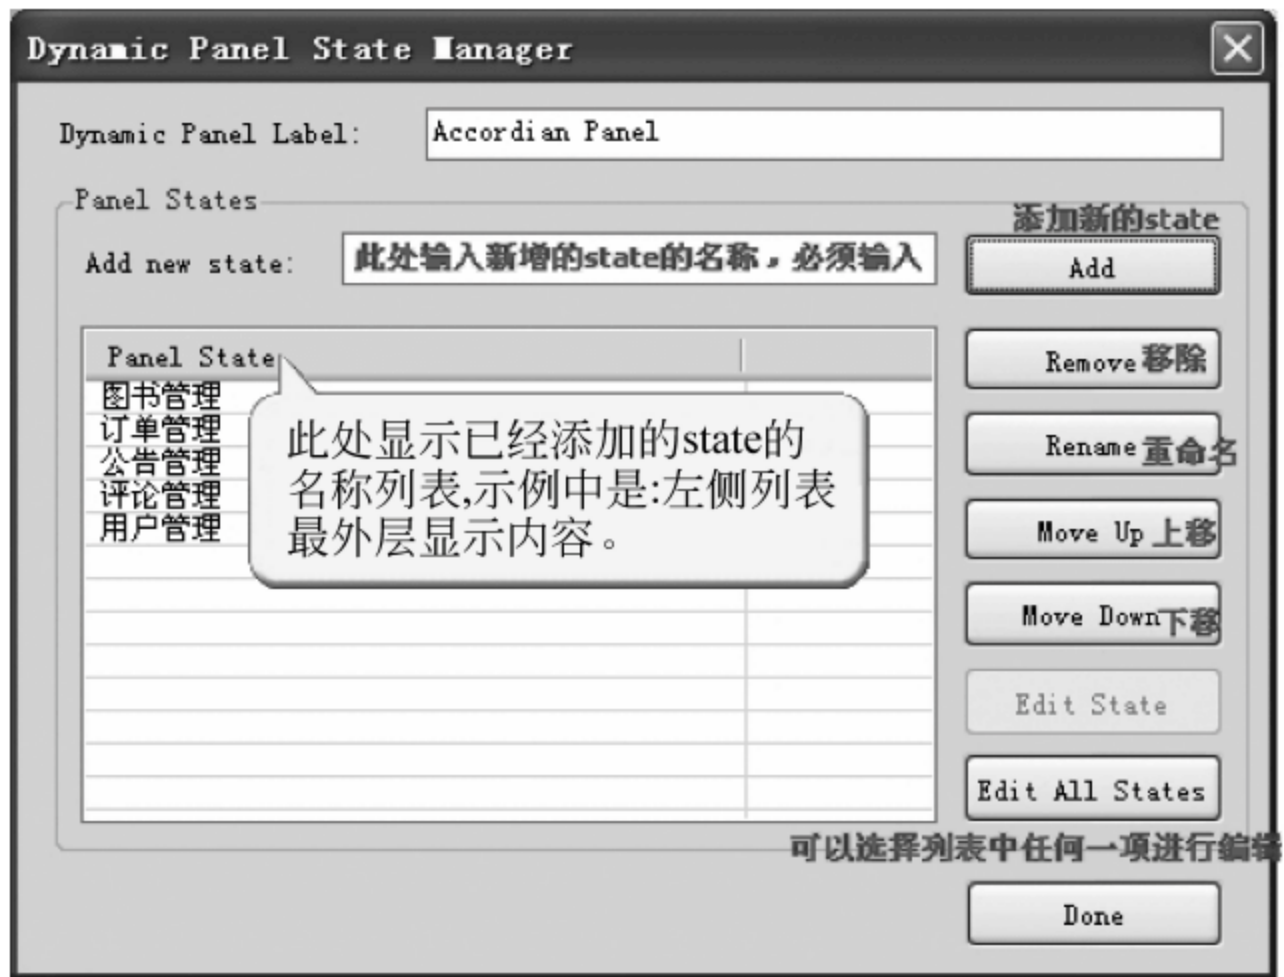 Dynamic Panel State Manager
Dynamic Panel Label:
Accordian Panel
Panel States
添加新的state
Add new state:
此处输入新增的state的名称，必须输入
Add
Panel State
Remove 移除
图书管理
订单管理
公告管理
评论管理
用户管理
此处显示已经添加的state的
名称列表,示例中是:左侧列表
最外层显示内容。
Rename 重命名
Move Up 上移
Move Down 下移
Edit State
Edit All States
可以选择列表中任何一项进行编辑
Done